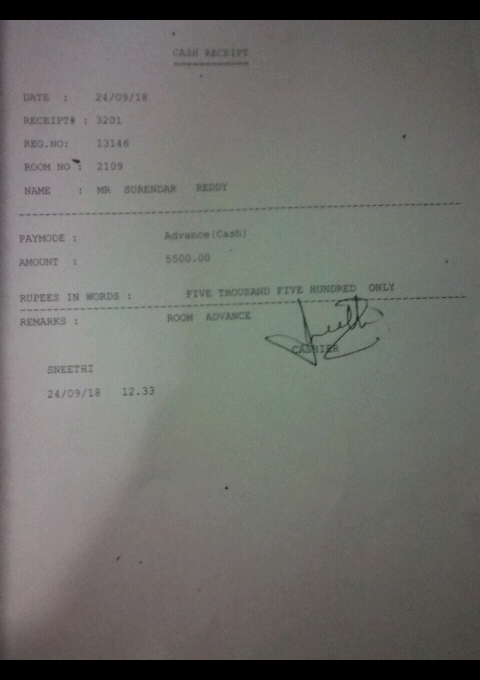 CASH RECEIPT
DATE : 24/09/18
RECEIPT# : 3201
REG.NO: 13146
ROOM NO : 2109
NAME : MR SURENDAR REDDY
PAYMODE : Advance(Cash)
AMOUNT : 5500.00
RUPEES IN WORDS : FIVE THOUSAND FIVE HUNDRED ONLY
REMARKS : ROOM ADVANCE
CASHIER
SNEETHI
24/09/18 12.33